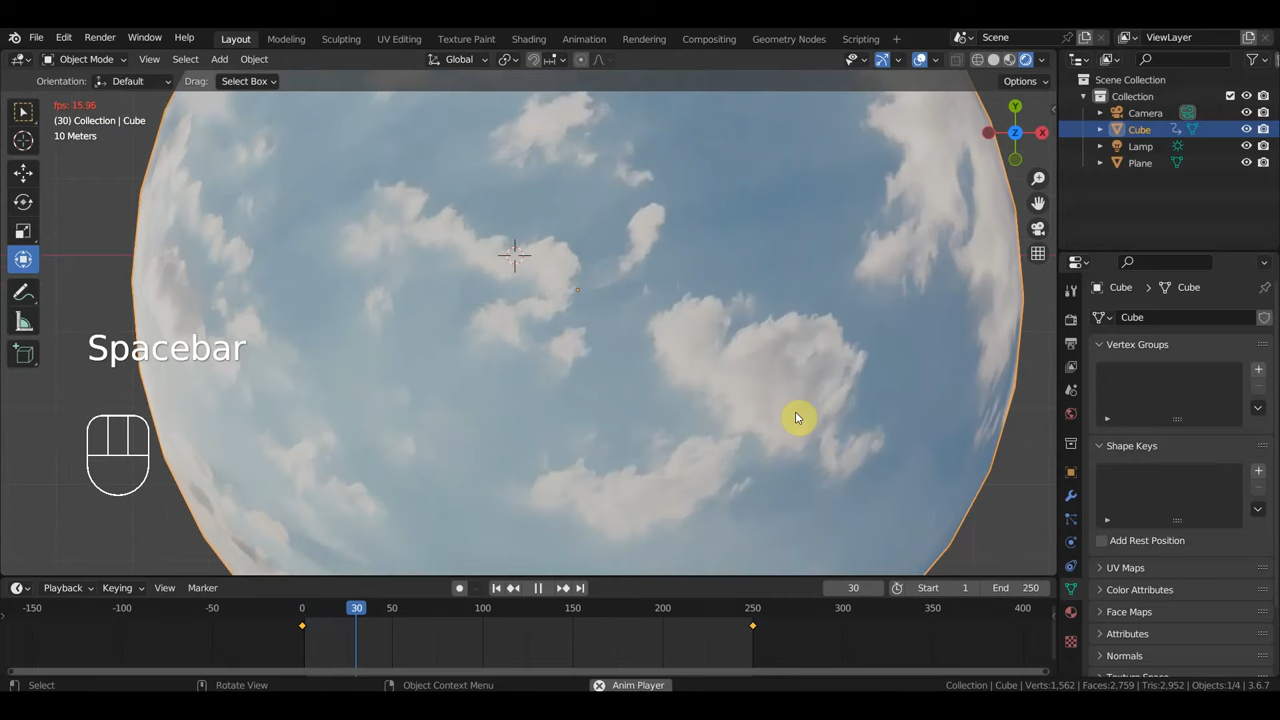 File Edit Render Window Help Layout Modeling Sculpting UV Editing Texture Paint Shading Animation Rendering Compositing Geometry Nodes Scripting + Scene ViewLayer
Object Mode View Select Add Object Global
Orientation: Default Drag: Select Box Options
fps: 15.96
(30) Collection | Cube
10 Meters
Y
Z
X
Spacebar
Scene Collection
Collection
Camera
Cube
Lamp
Plane
Cube Cube
Cube
Vertex Groups
Shape Keys
Add Rest Position
UV Maps
Color Attributes
Face Maps
Attributes
Normals
Playback Keying View Marker 30 Start 1 End 250
-150 -100 -50 0 30 50 100 150 200 250 300 350 400
Select Rotate View Object Context Menu Anim Player Collection | Cube | Verts:1,562 | Faces:2,759 | Tris:2,952 | Objects:1/4 | 3.6.7